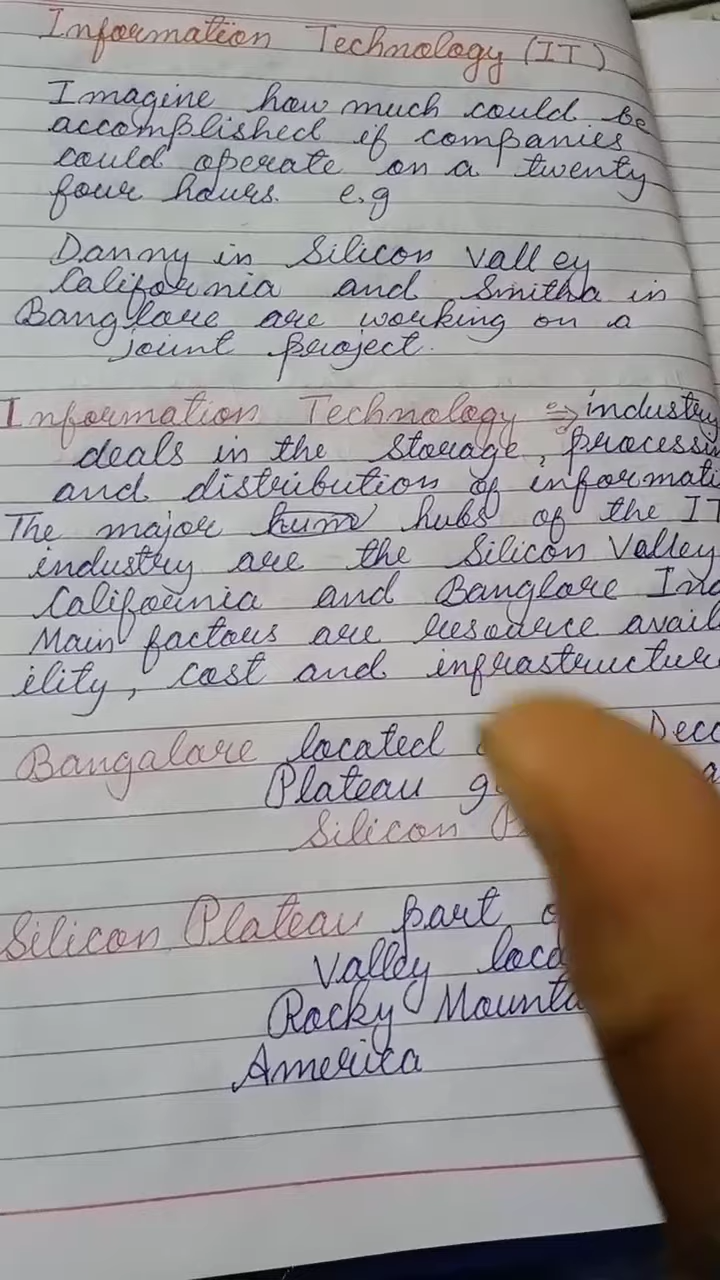 Information Technology (IT)
Imagine how much could be
accomplished if companies
could operate on a twenty
four hours. e.g
Danny in Silicon Valley
California and Smitha in
Banglore are working on a
joint project.
Information Technology ⇒ industry
deals in the storage, processin
and distribution of informati
The major hubs of the IT
industry are the Silicon Valley
California and Banglore Ind
Main factors are resource avail
ility, cost and infrastructure
Bangalore located Decc
Plateau g
Silicon P
Silicon Plateau part o
Valley loca
Rocky Mounta
America